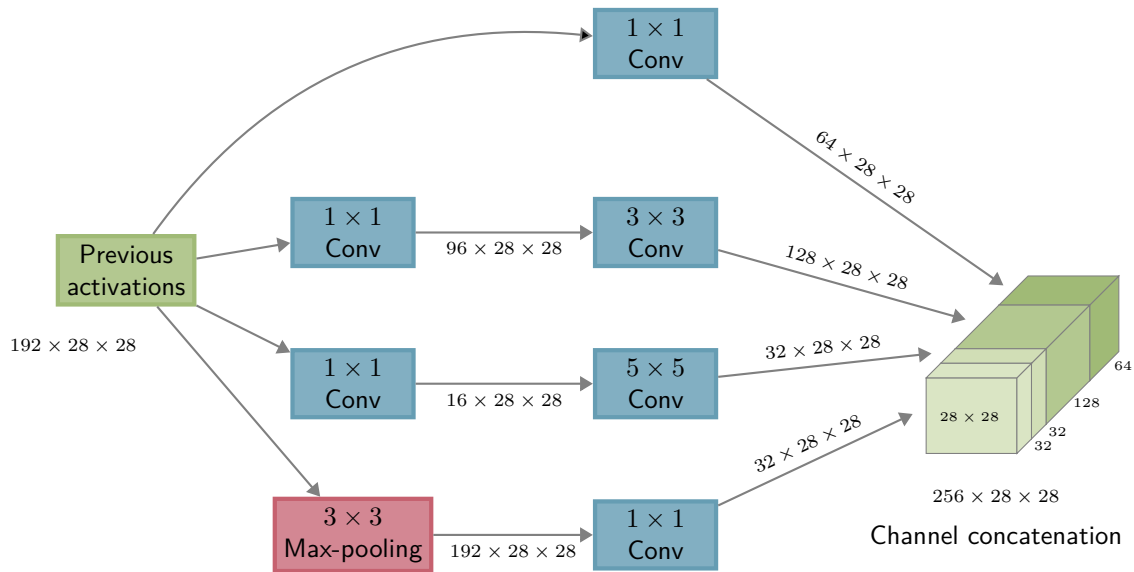 1 × 1
Conv
64 × 28 × 28
1 × 1
Conv
96 × 28 × 28
3 × 3
Conv
128 × 28 × 28
Previous
activations
192 × 28 × 28
1 × 1
Conv
16 × 28 × 28
5 × 5
Conv
32 × 28 × 28
3 × 3
Max-pooling
192 × 28 × 28
1 × 1
Conv
32 × 28 × 28
28 × 28
32
32
128
64
256 × 28 × 28
Channel concatenation